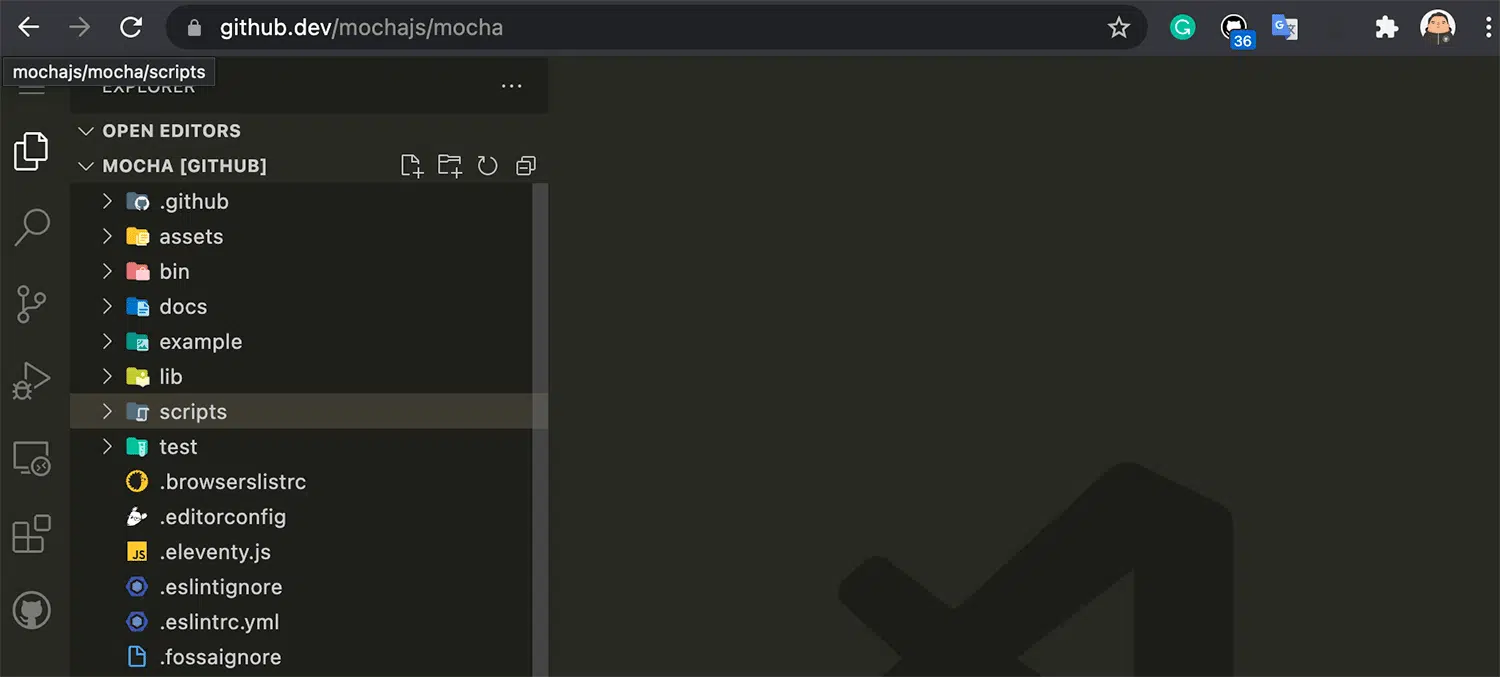 github.dev/mochajs/mocha
36
mochajs/mocha/scripts
EXPLORER
OPEN EDITORS
MOCHA [GITHUB]
.github
assets
bin
docs
example
lib
scripts
test
.browserslistrc
.editorconfig
JS .eleventy.js
.eslintignore
.eslintrc.yml
.fossaignore